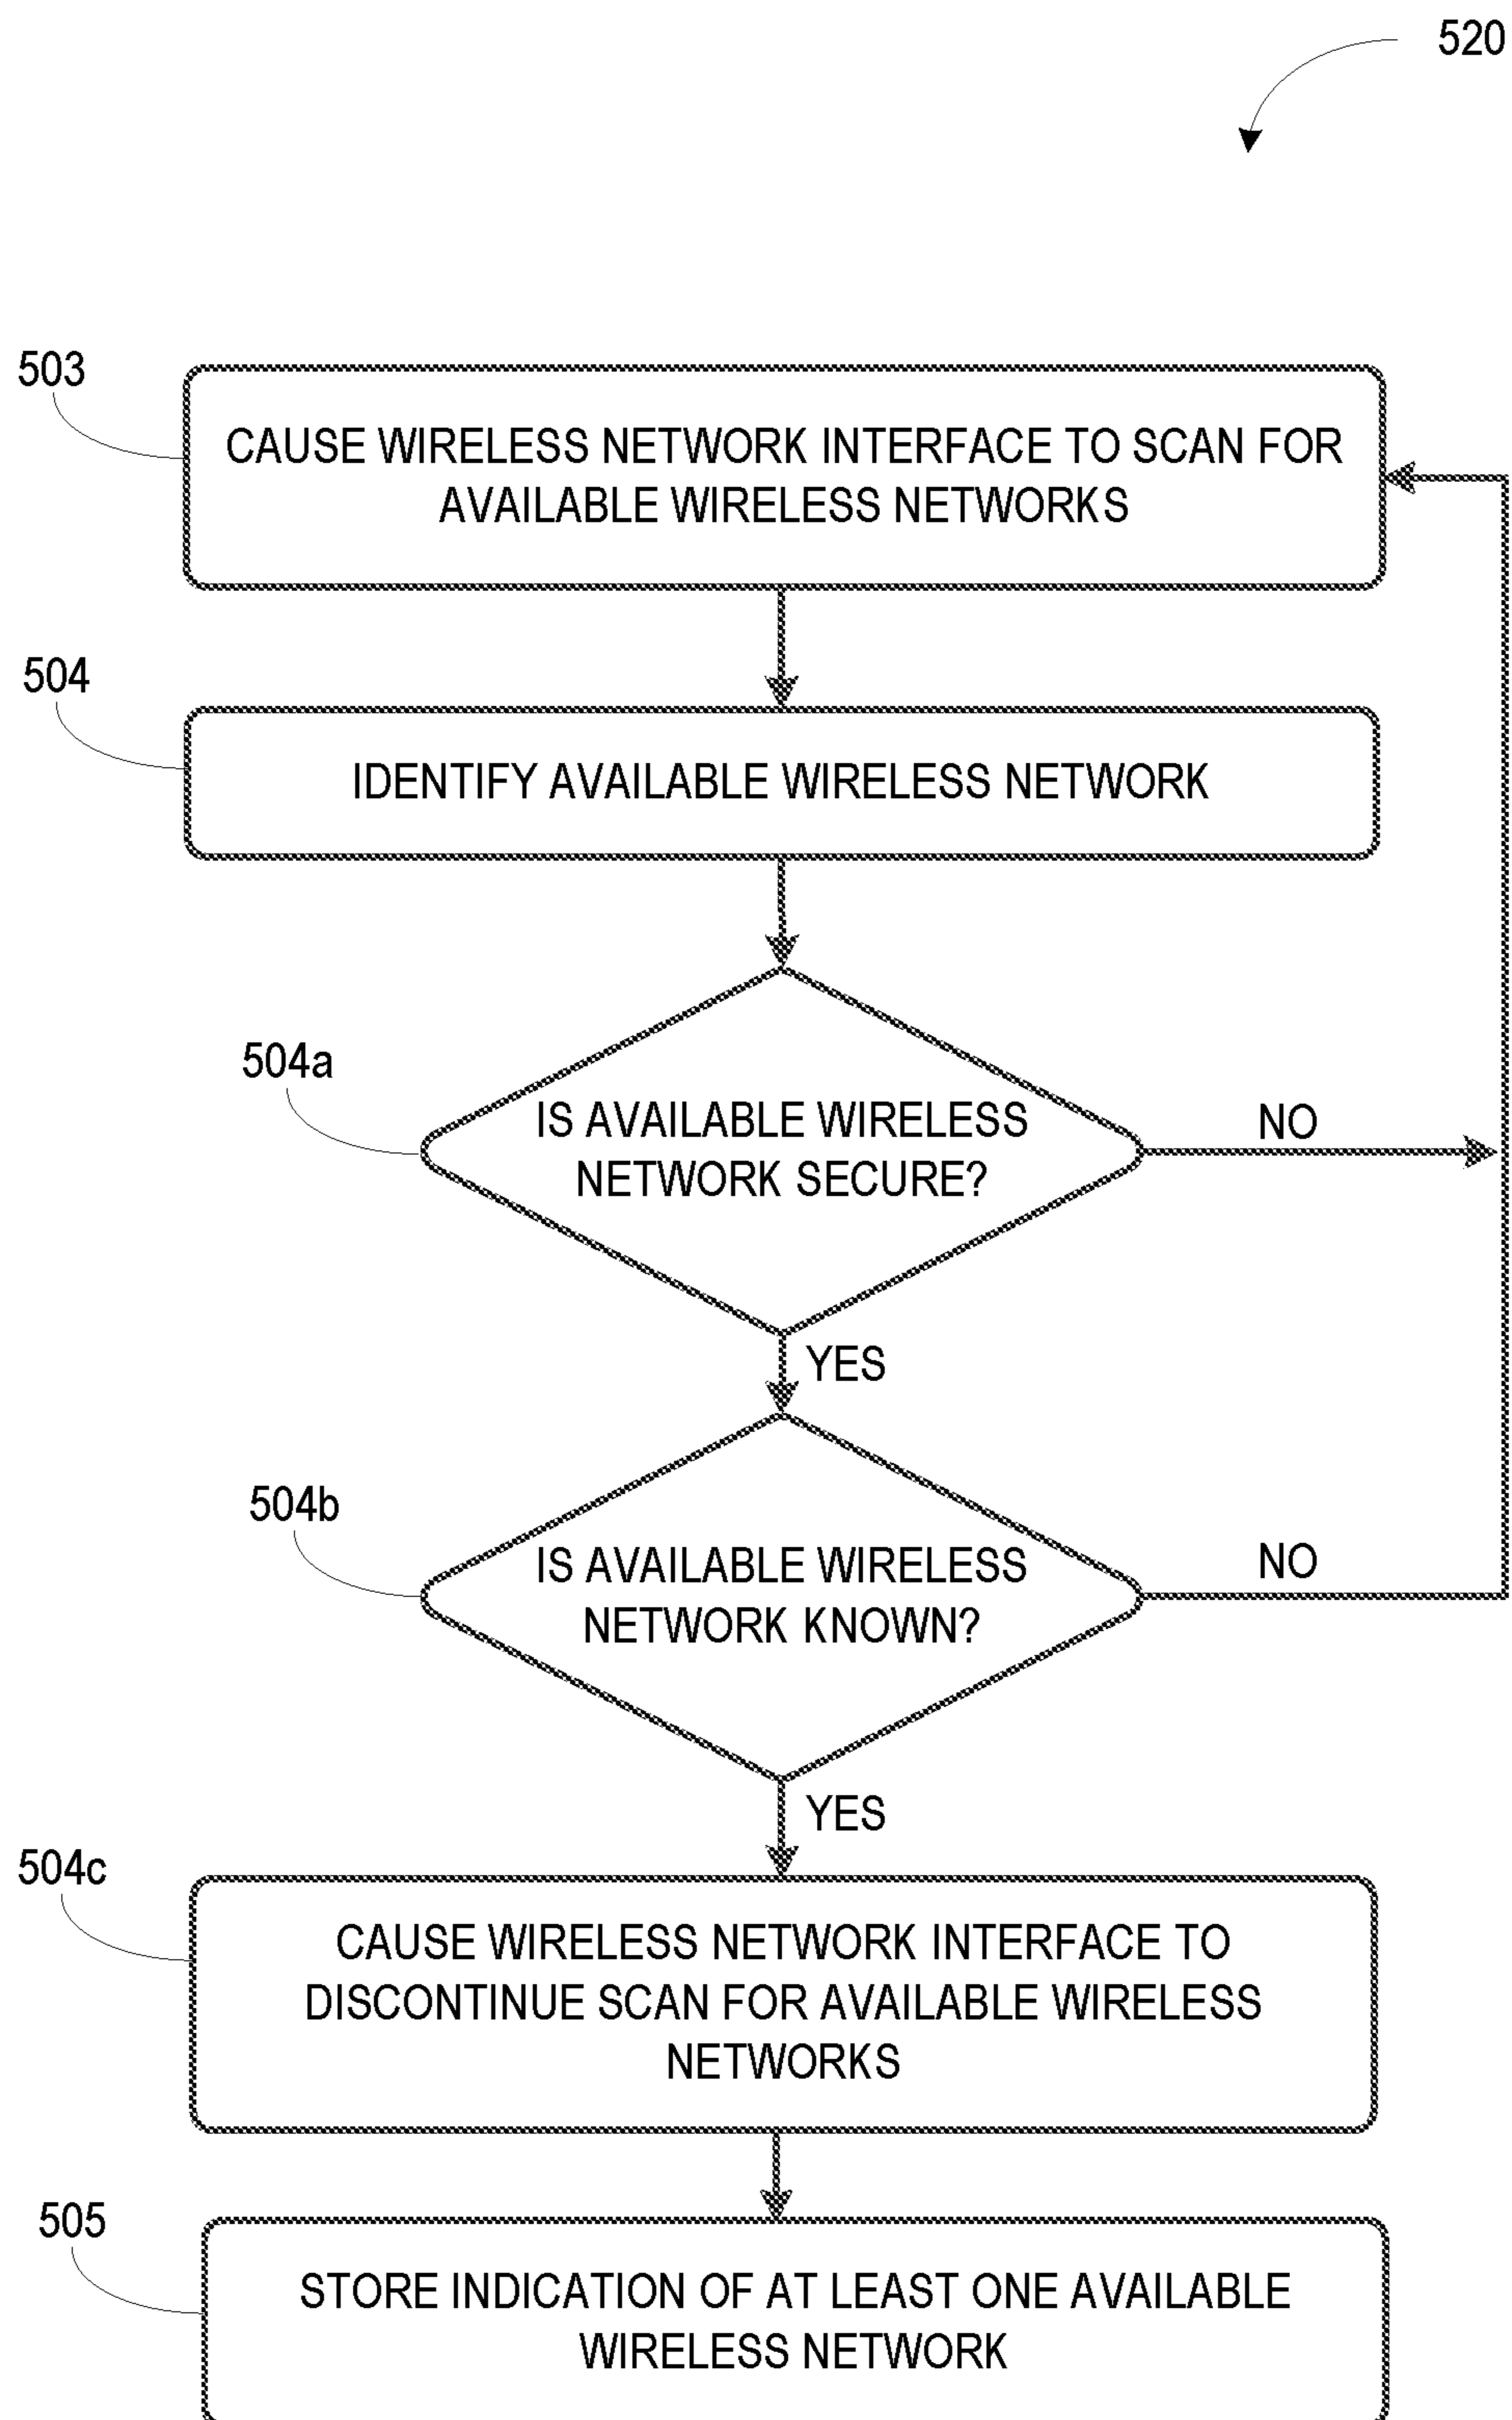 520
503
CAUSE WIRELESS NETWORK INTERFACE TO SCAN FOR
AVAILABLE WIRELESS NETWORKS
504
IDENTIFY AVAILABLE WIRELESS NETWORK
504a
IS AVAILABLE WIRELESS
NETWORK SECURE?
NO
YES
504b
IS AVAILABLE WIRELESS
NETWORK KNOWN?
NO
YES
504c
CAUSE WIRELESS NETWORK INTERFACE TO
DISCONTINUE SCAN FOR AVAILABLE WIRELESS
NETWORKS
505
STORE INDICATION OF AT LEAST ONE AVAILABLE
WIRELESS NETWORK